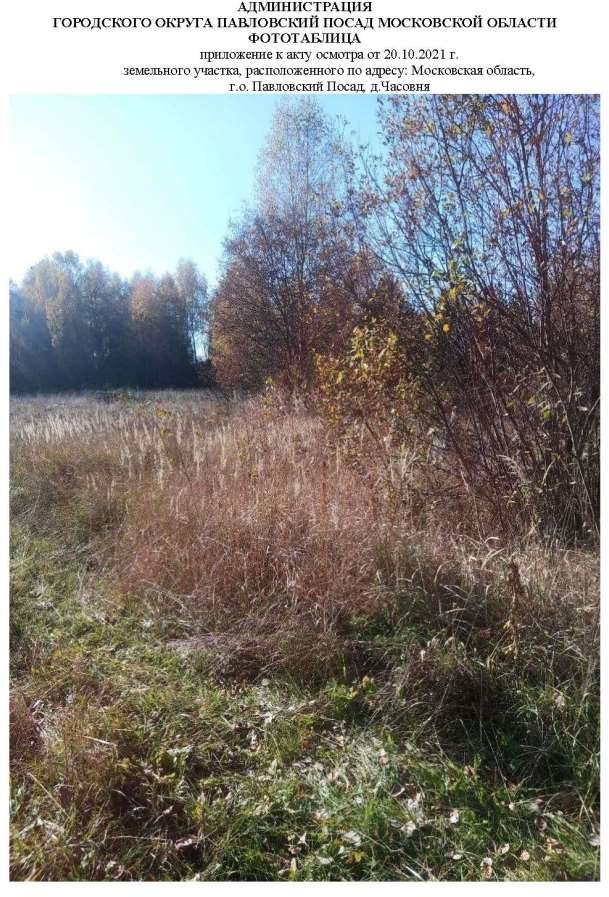 АДМИНИСТРАЦИЯ
ГОРОДСКОГО ОКРУГА ПАВЛОВСКИЙ ПОСАД МОСКОВСКОЙ ОБЛАСТИ
ФОТОТАБЛИЦА
приложение к акту осмотра от 20.10.2021 г.
земельного участка, расположенного по адресу: Московская область,
г.о. Павловский Посад, д.Часовня